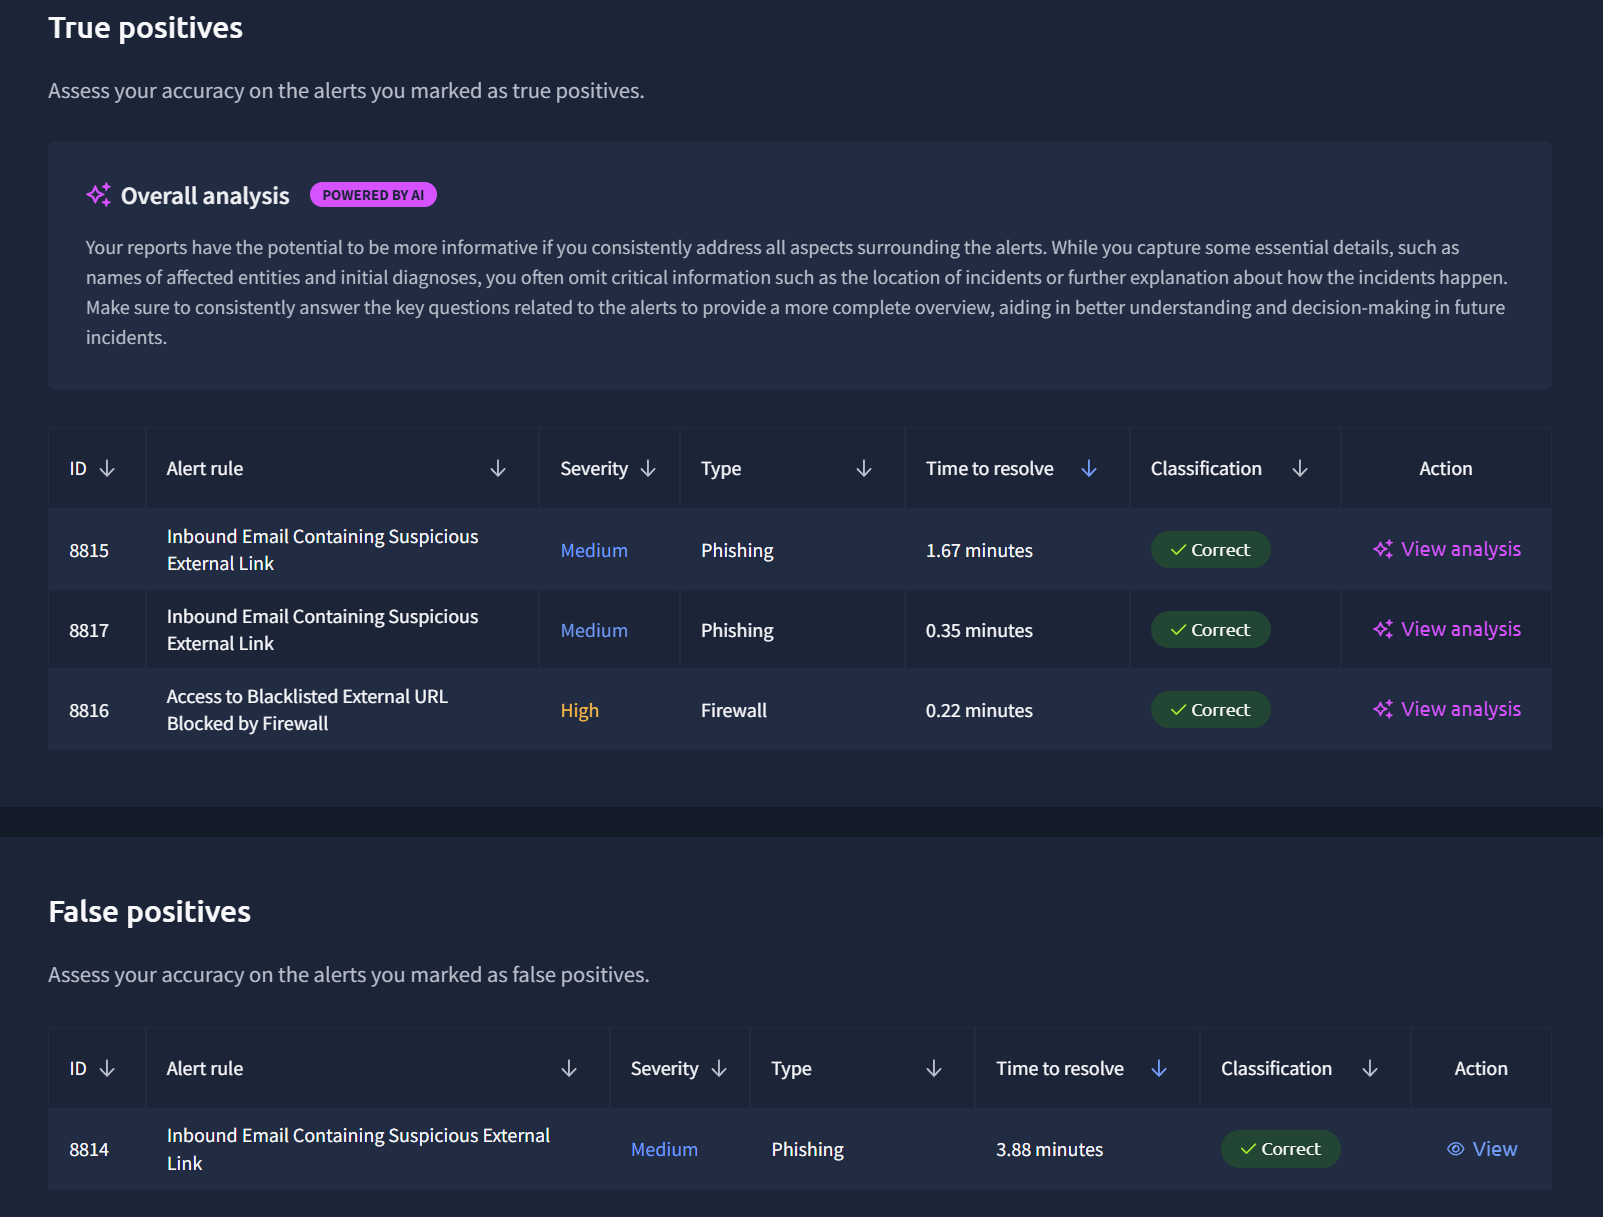 True positives
Assess your accuracy on the alerts you marked as true positives.
Overall analysis POWERED BY AI
Your reports have the potential to be more informative if you consistently address all aspects surrounding the alerts. While you capture some essential details, such as
names of affected entities and initial diagnoses, you often omit critical information such as the location of incidents or further explanation about how the incidents happen.
Make sure to consistently answer the key questions related to the alerts to provide a more complete overview, aiding in better understanding and decision-making in future
incidents.
ID Alert rule Severity Type Time to resolve Classification Action
8815 Inbound Email Containing Suspicious
External Link Medium Phishing 1.67 minutes Correct View analysis
8817 Inbound Email Containing Suspicious
External Link Medium Phishing 0.35 minutes Correct View analysis
8816 Access to Blacklisted External URL
Blocked by Firewall High Firewall 0.22 minutes Correct View analysis
False positives
Assess your accuracy on the alerts you marked as false positives.
ID Alert rule Severity Type Time to resolve Classification Action
8814 Inbound Email Containing Suspicious External
Link Medium Phishing 3.88 minutes Correct View